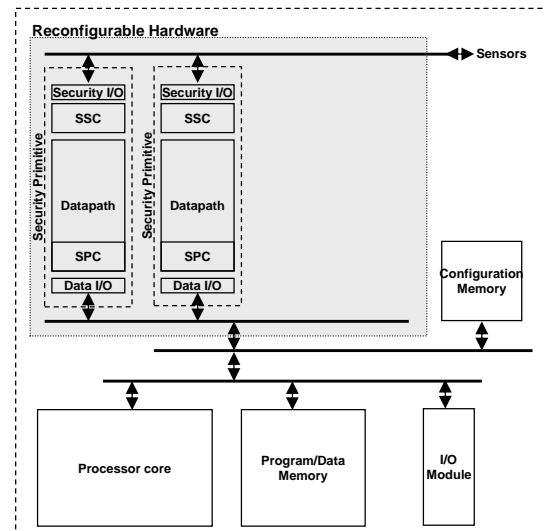 Reconfigurable Hardware
Sensors
Security Primitive
Security I/O
SSC
Datapath
SPC
Data I/O
Security Primitive
Security I/O
SSC
Datapath
SPC
Data I/O
Configuration
Memory
Processor core
Program/Data
Memory
I/O
Module